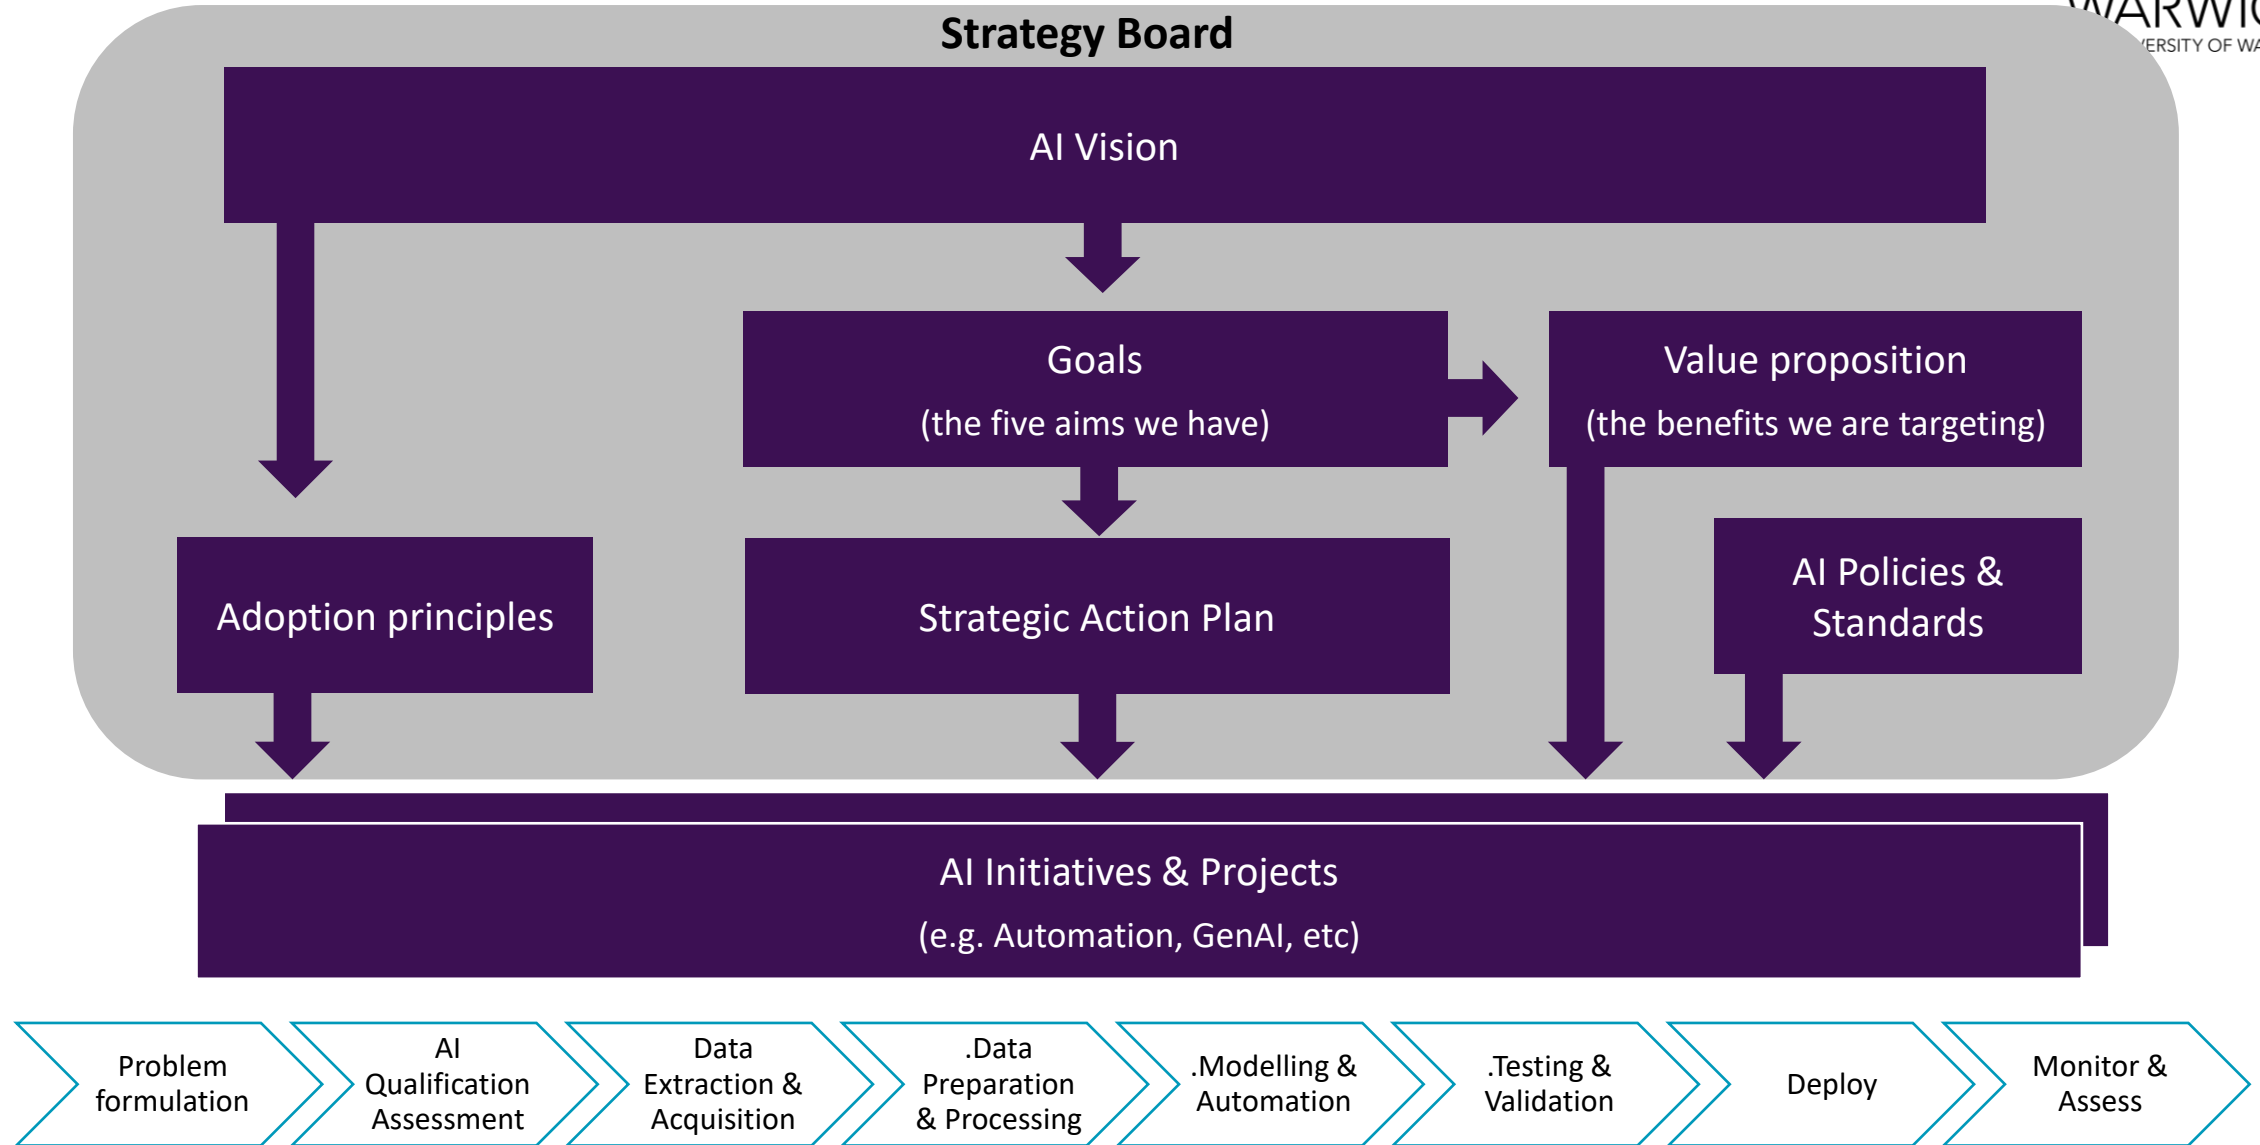 Strategy Board
AI Vision
Goals
(the five aims we have)
Value proposition
(the benefits we are targeting)
Adoption principles
Strategic Action Plan
AI Policies &
Standards
AI Initiatives & Projects
(e.g. Automation, GenAI, etc)
Problem
formulation
AI
Qualification
Assessment
Data
Extraction &
Acquisition
.Data
Preparation
& Processing
.Modelling &
Automation
.Testing &
Validation
Deploy
Monitor &
Assess